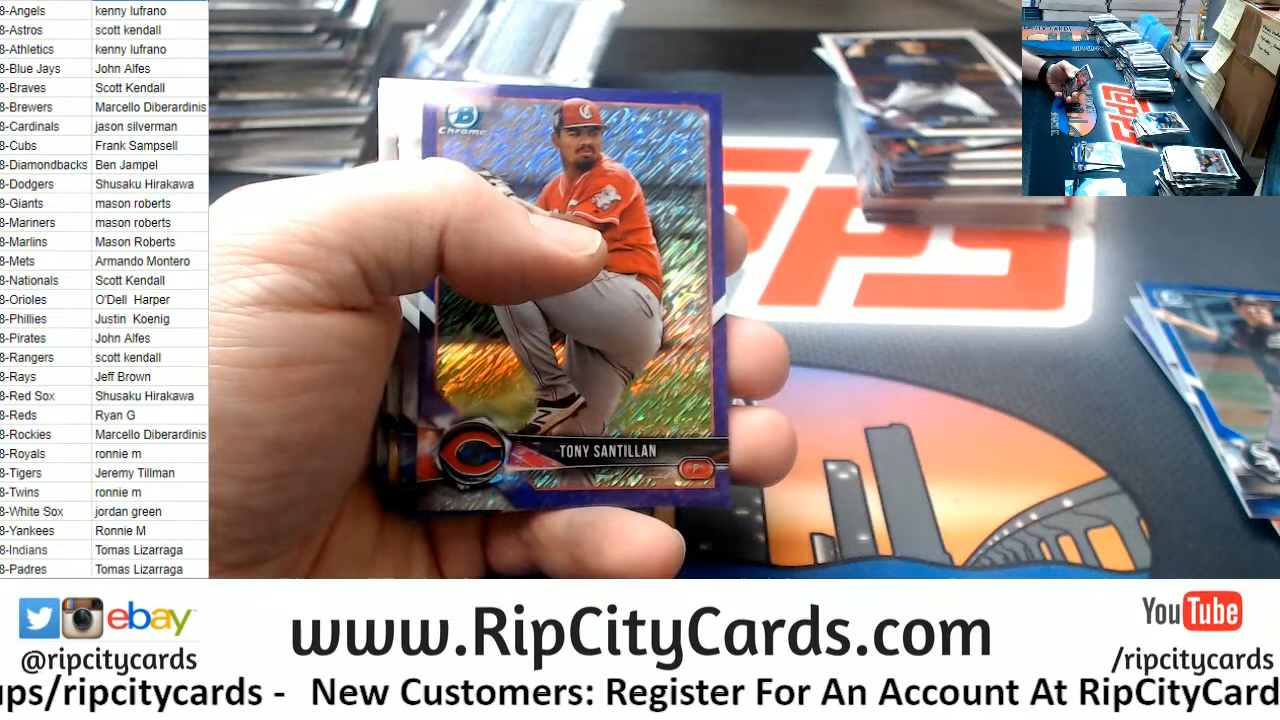 8-Angels kenny lufrano
8-Astros scott kendall
8-Athletics kenny lufrano
8-Blue Jays John Alfes
8-Braves Scott Kendall
8-Brewers Marcello Diberardinis
8-Cardinals jason silverman
8-Cubs Frank Sampsell
8-Diamondbacks Ben Jampel
8-Dodgers Shusaku Hirakawa
8-Giants mason roberts
8-Mariners mason roberts
8-Marlins Mason Roberts
8-Mets Armando Montero
8-Nationals Scott Kendall
8-Orioles O'Dell Harper
8-Phillies Justin Koenig
8-Pirates John Alfes
8-Rangers scott kendall
8-Rays Jeff Brown
8-Red Sox Shusaku Hirakawa
8-Reds Ryan G
8-Rockies Marcello Diberardinis
8-Royals ronnie m
8-Tigers Jeremy Tillman
8-Twins ronnie m
8-White Sox jordan green
8-Yankees Ronnie M
8-Indians Tomas Lizarraga
8-Padres Tomas Lizarraga
B
Chrome
C
TONY SANTILLAN
P
TOPPS
ebay
@ripcitycards
www.RipCityCards.com
YouTube
/ripcitycards
ups/ripcitycards - New Customers: Register For An Account At RipCityCard